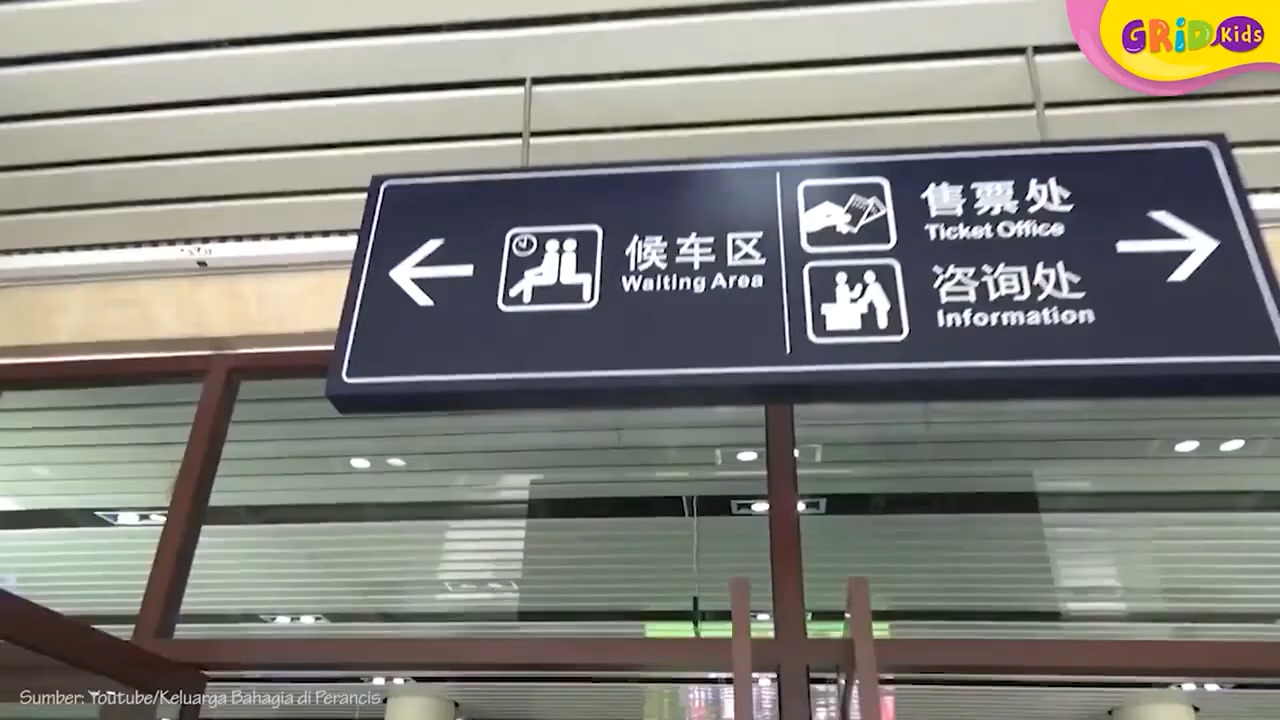 GRiD Kids
候车区
Waiting Area
售票处
Ticket Office
咨询处
Information
Sumber: Youtube/Keluarga Bahagia di Perancis